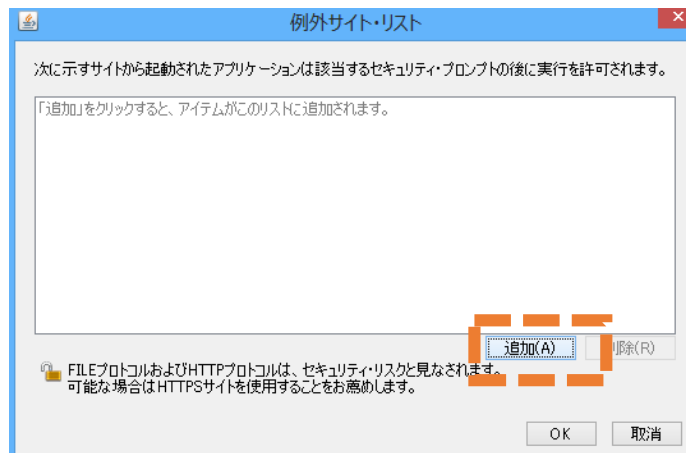 例外サイト・リスト
次に示すサイトから起動されたアプリケーションは該当するセキュリティ・プロンプトの後に実行を許可されます。
「追加」をクリックすると、アイテムがこのリストに追加されます。
追加(A)
削除(R)
FILEプロトコルおよびHTTPプロトコルは、セキュリティ・リスクと見なされます。
可能な場合はHTTPSサイトを使用することをお薦めします。
OK
取消